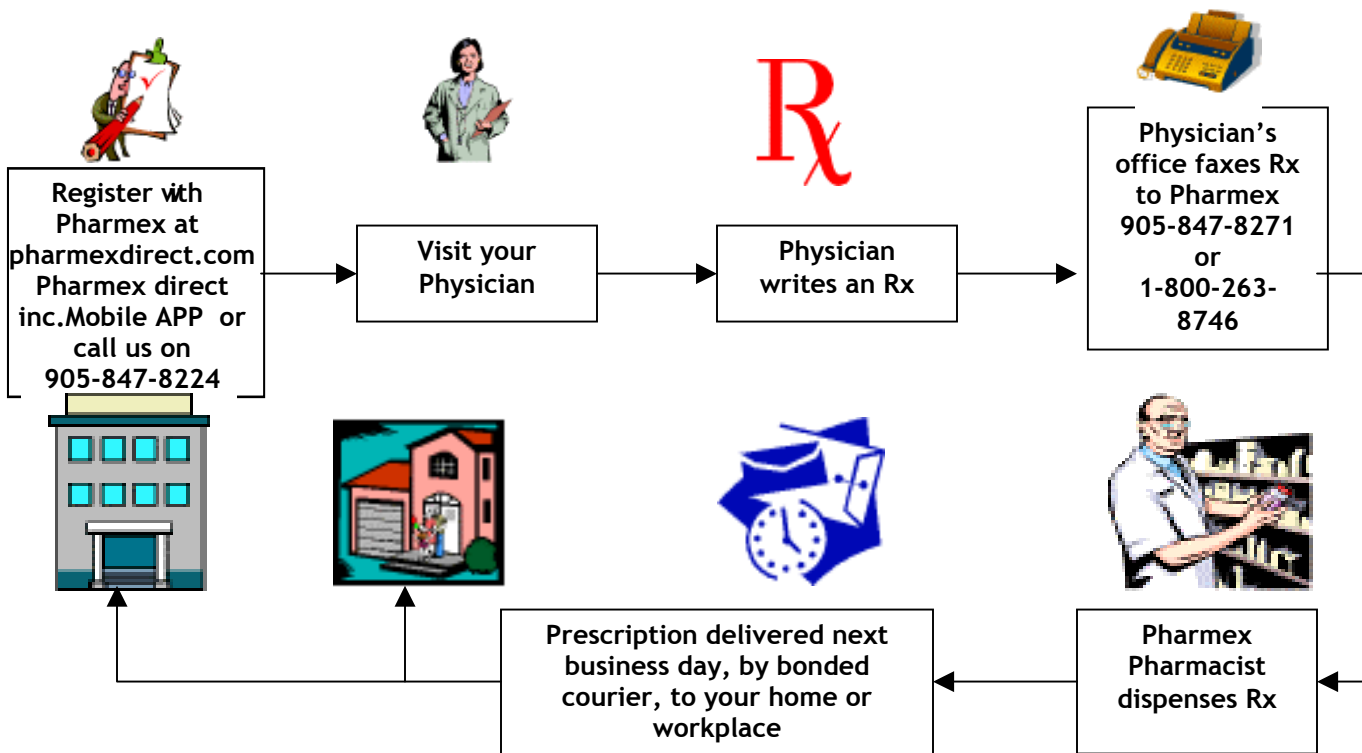 Register with
Pharmex at
pharmexdirect.com
Pharmex direct
inc.Mobile APP or
call us on
905-847-8224
Visit your
Physician
Rx
Physician
writes an Rx
Physician’s
office faxes Rx
to Pharmex
905-847-8271
or
1-800-263-
8746
Pharmex
Pharmacist
dispenses Rx
Prescription delivered next
business day, by bonded
courier, to your home or
workplace